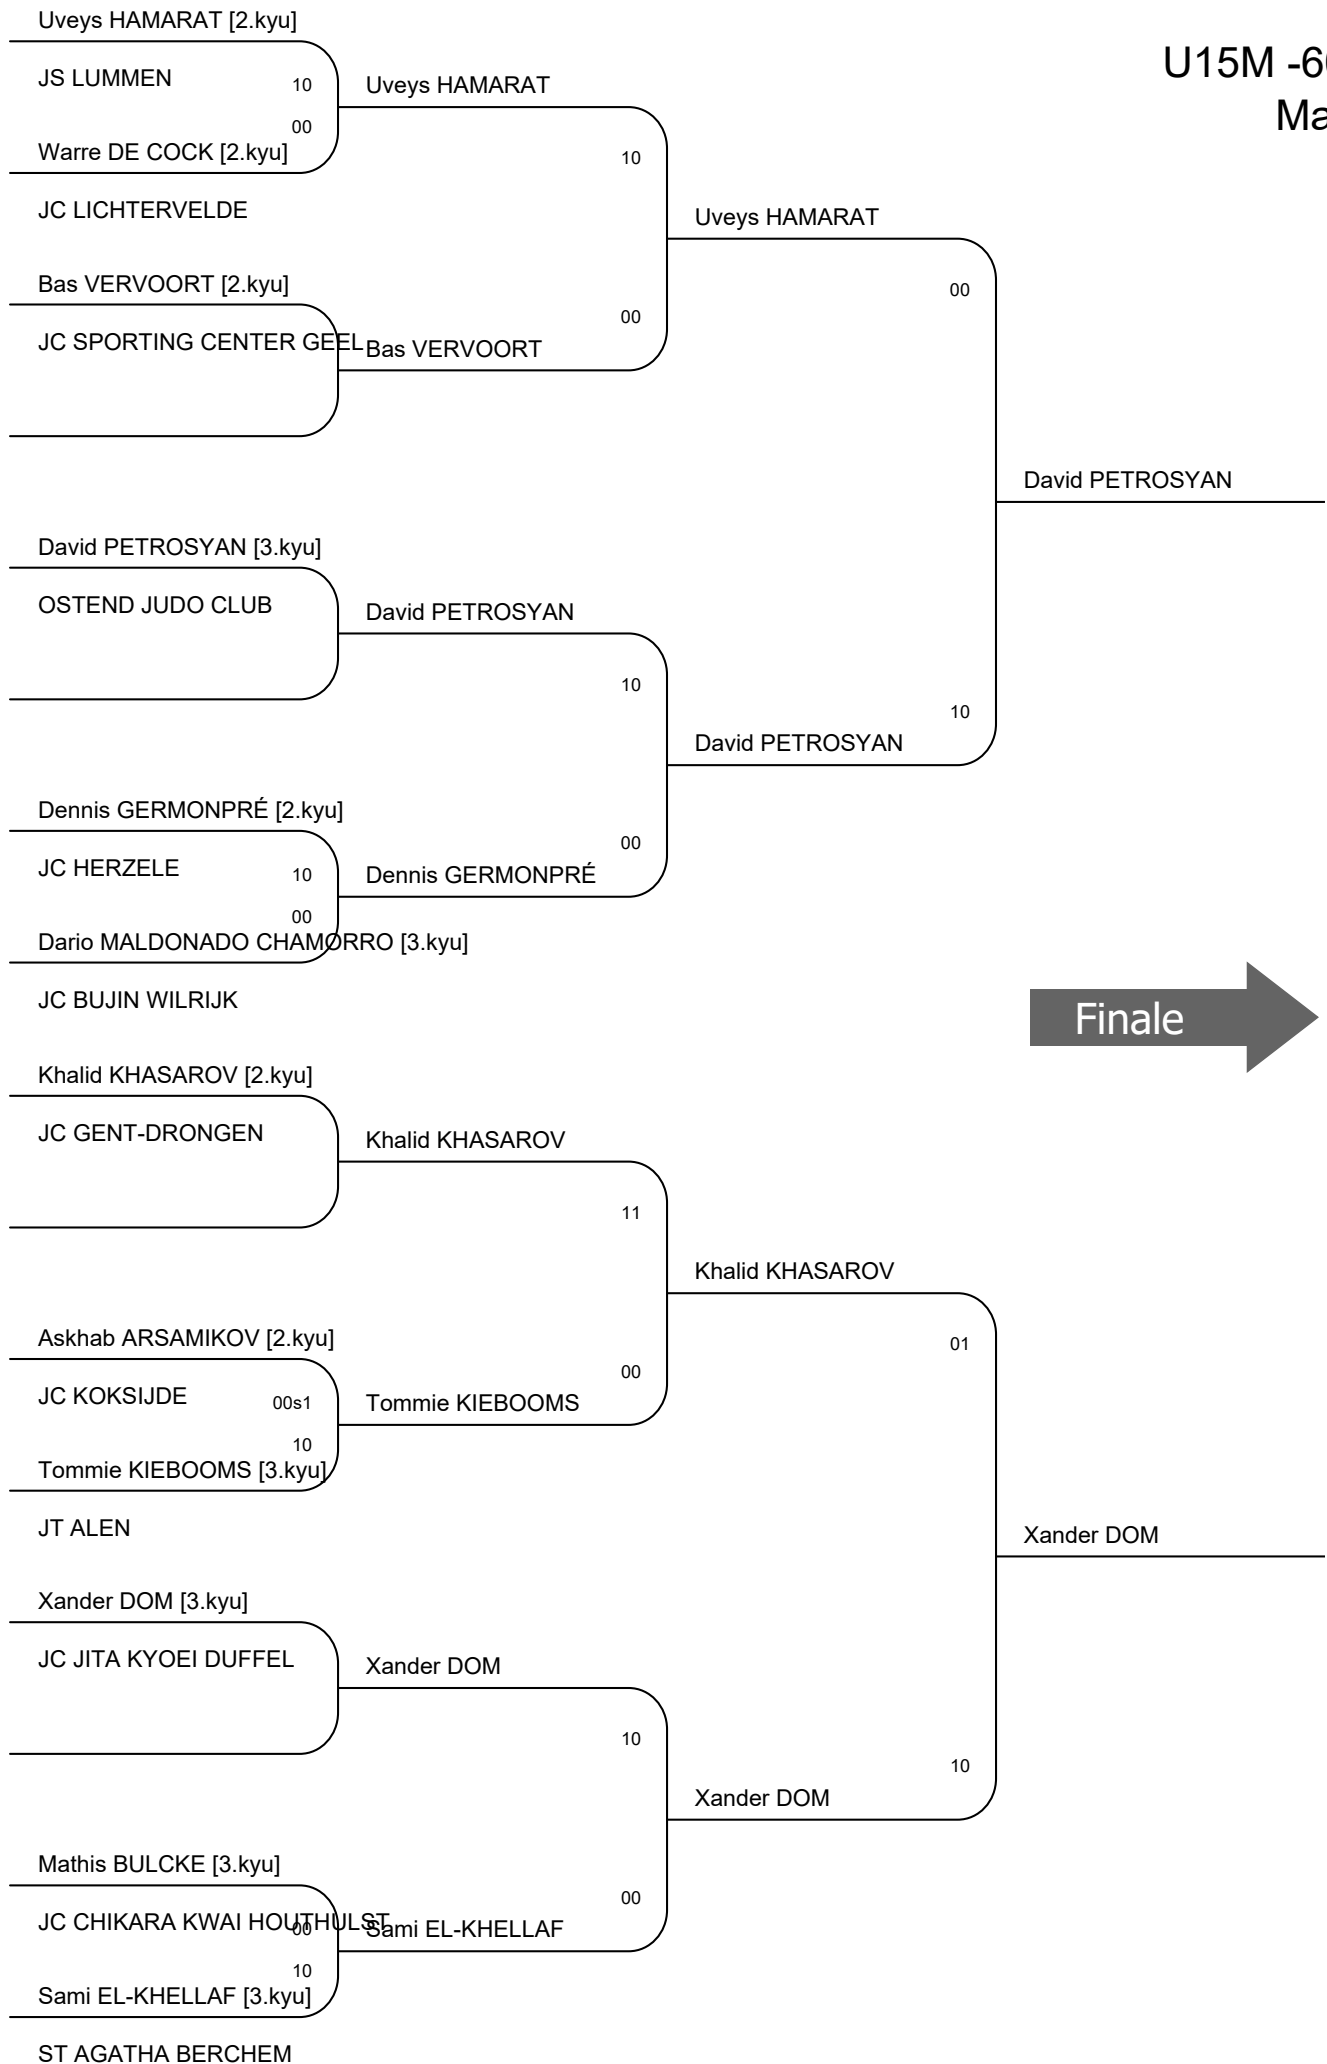 Uveys HAMARAT [2.kyu]
U15M -6
JS LUMMEN
10
Uveys HAMARAT
Ma
00
Warre DE COCK [2.kyu]
10
JC LICHTERVELDE
Uveys HAMARAT
Bas VERVOORT [2.kyu]
00
00
JC SPORTING CENTER GEEL
Bas VERVOORT
David PETROSYAN
David PETROSYAN [3.kyu]
OSTEND JUDO CLUB
David PETROSYAN
10
10
David PETROSYAN
Dennis GERMONPRÉ [2.kyu]
00
JC HERZELE
10
Dennis GERMONPRÉ
00
Dario MALDONADO CHAMORRO [3.kyu]
JC BUJIN WILRIJK
Finale
Khalid KHASAROV [2.kyu]
JC GENT-DRONGEN
Khalid KHASAROV
11
Khalid KHASAROV
Askhab ARSAMIKOV [2.kyu]
01
00
JC KOKSIJDE
00s1
Tommie KIEBOOMS
10
Tommie KIEBOOMS [3.kyu]
JT ALEN
Xander DOM
Xander DOM [3.kyu]
JC JITA KYOEI DUFFEL
Xander DOM
10
10
Xander DOM
Mathis BULCKE [3.kyu]
00
JC CHIKARA KWAI HOUTHULST
00
Sami EL-KHELLAF
10
Sami EL-KHELLAF [3.kyu]
ST AGATHA BERCHEM